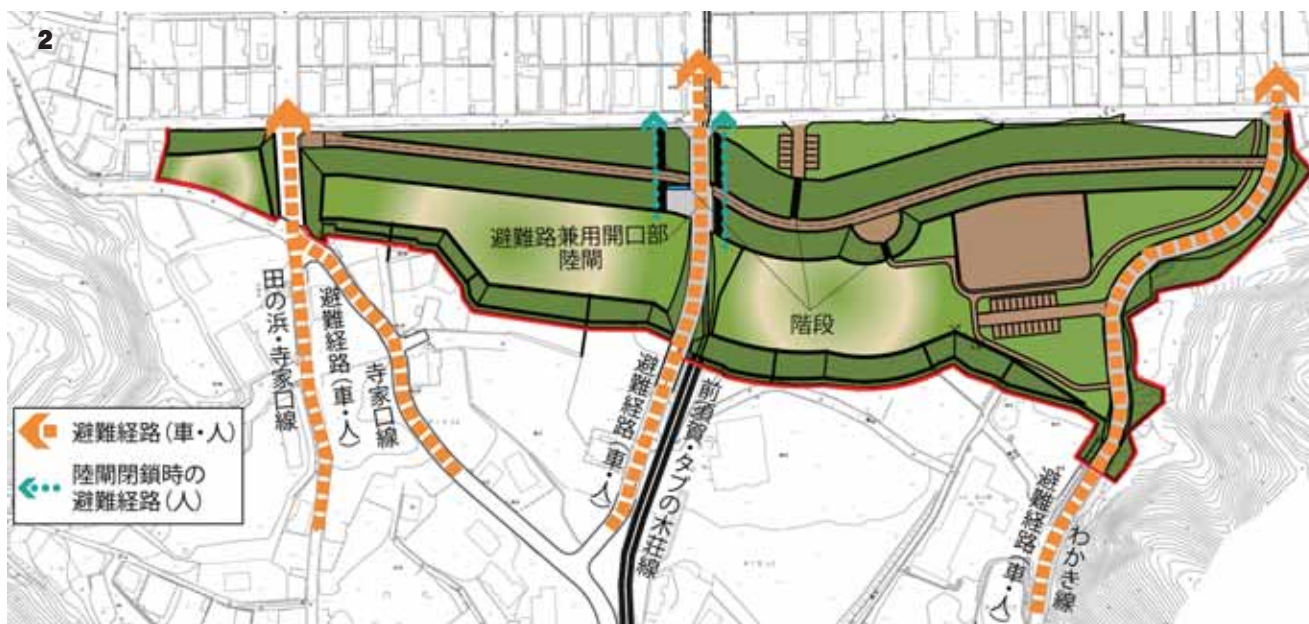 2
避難路兼用開口部
陸閘
階段
田の浜・寺家口線
避難経路(車・人)
寺家口線
避難経路(車・人)
前須賀・タブの木荘線
避難経路(車・人)
わかき線
避難経路(車・人)
陸閘閉鎖時の
避難経路(人)